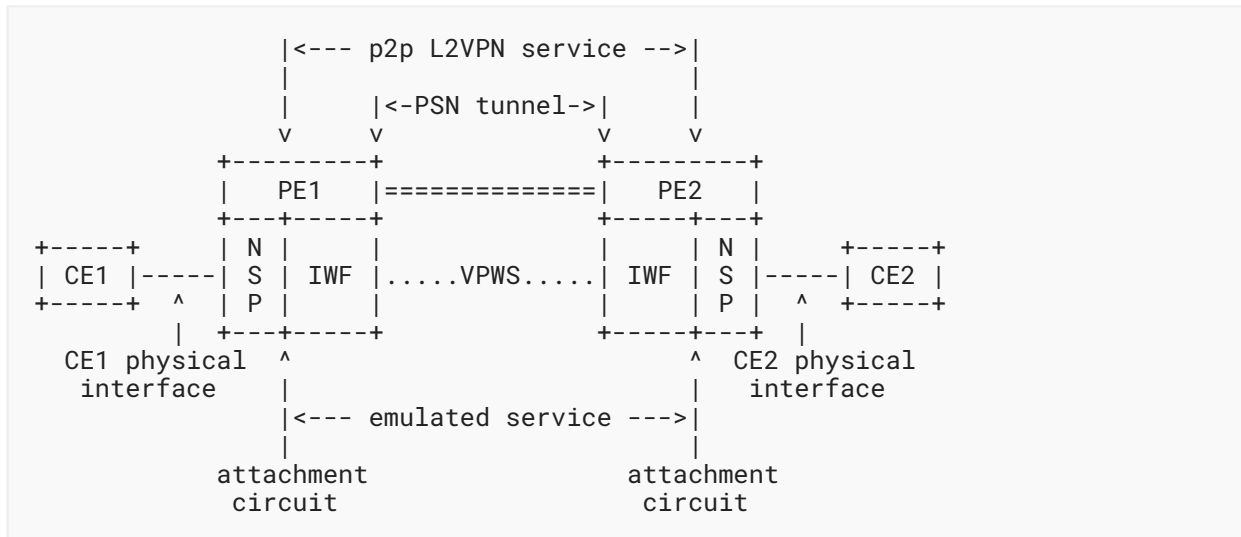 |<--- p2p L2VPN service -->|
                |                          |
                |     |<-PSN tunnel->|     |
                v     v              v     v
            +---------+              +---------+
            |   PE1   |==============|   PE2   |
            +---+-----+              +-----+---+
+-----+     | N |     |              |     | N |     +-----+
| CE1 |-----| S | IWF |.....VPWS.....| IWF | S |-----| CE2 |
+-----+  ^  | P |     |              |     | P |  ^  +-----+
         |  +---+-----+              +-----+---+  |
  CE1 physical  ^                          ^  CE2 physical
   interface    |                          |   interface
                |<--- emulated service --->|
                |                          |
            attachment                 attachment
             circuit                    circuit